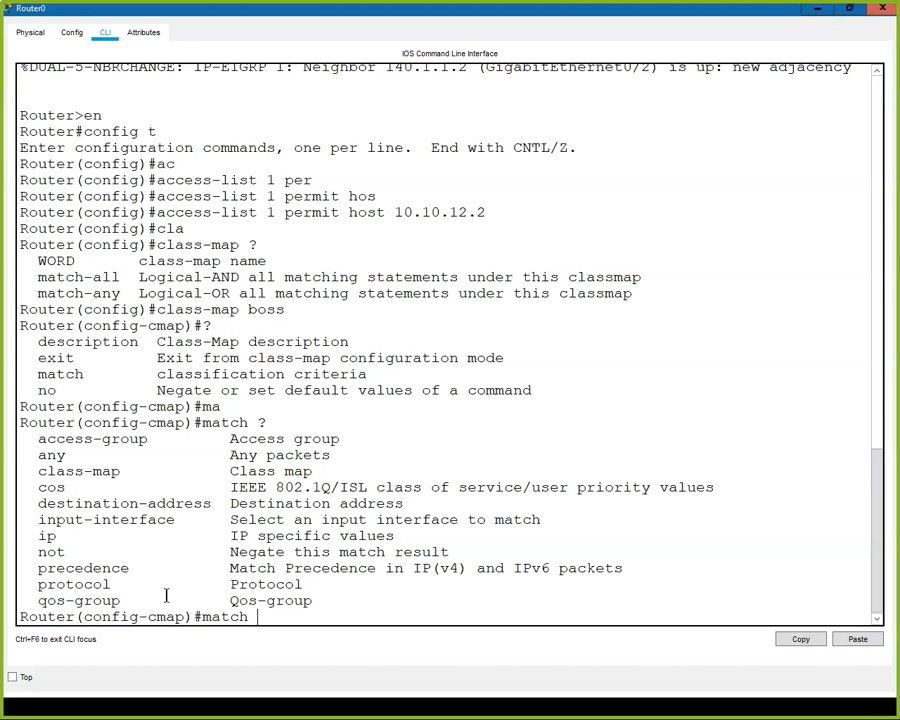 Router0
Physical Config CLI Attributes
IOS Command Line Interface
%DUAL-5-NBRCHANGE: IP-EIGRP 1: Neighbor 140.1.1.2 (GigabitEthernet0/2) is up: new adjacency
Router>en
Router#config t
Enter configuration commands, one per line.  End with CNTL/Z.
Router(config)#ac
Router(config)#access-list 1 per
Router(config)#access-list 1 permit hos
Router(config)#access-list 1 permit host 10.10.12.2
Router(config)#cla
Router(config)#class-map ?
  WORD       class-map name
  match-all  Logical-AND all matching statements under this classmap
  match-any  Logical-OR all matching statements under this classmap
Router(config)#class-map boss
Router(config-cmap)#?
  description  Class-Map description
  exit         Exit from class-map configuration mode
  match        classification criteria
  no           Negate or set default values of a command
Router(config-cmap)#ma
Router(config-cmap)#match ?
  access-group         Access group
  any                  Any packets
  class-map            Class map
  cos                  IEEE 802.1Q/ISL class of service/user priority values
  destination-address  Destination address
  input-interface      Select an input interface to match
  ip                   IP specific values
  not                  Negate this match result
  precedence           Match Precedence in IP(v4) and IPv6 packets
  protocol             Protocol
  qos-group            Qos-group
Router(config-cmap)#match
Ctrl+F6 to exit CLI focus
Copy Paste
Top